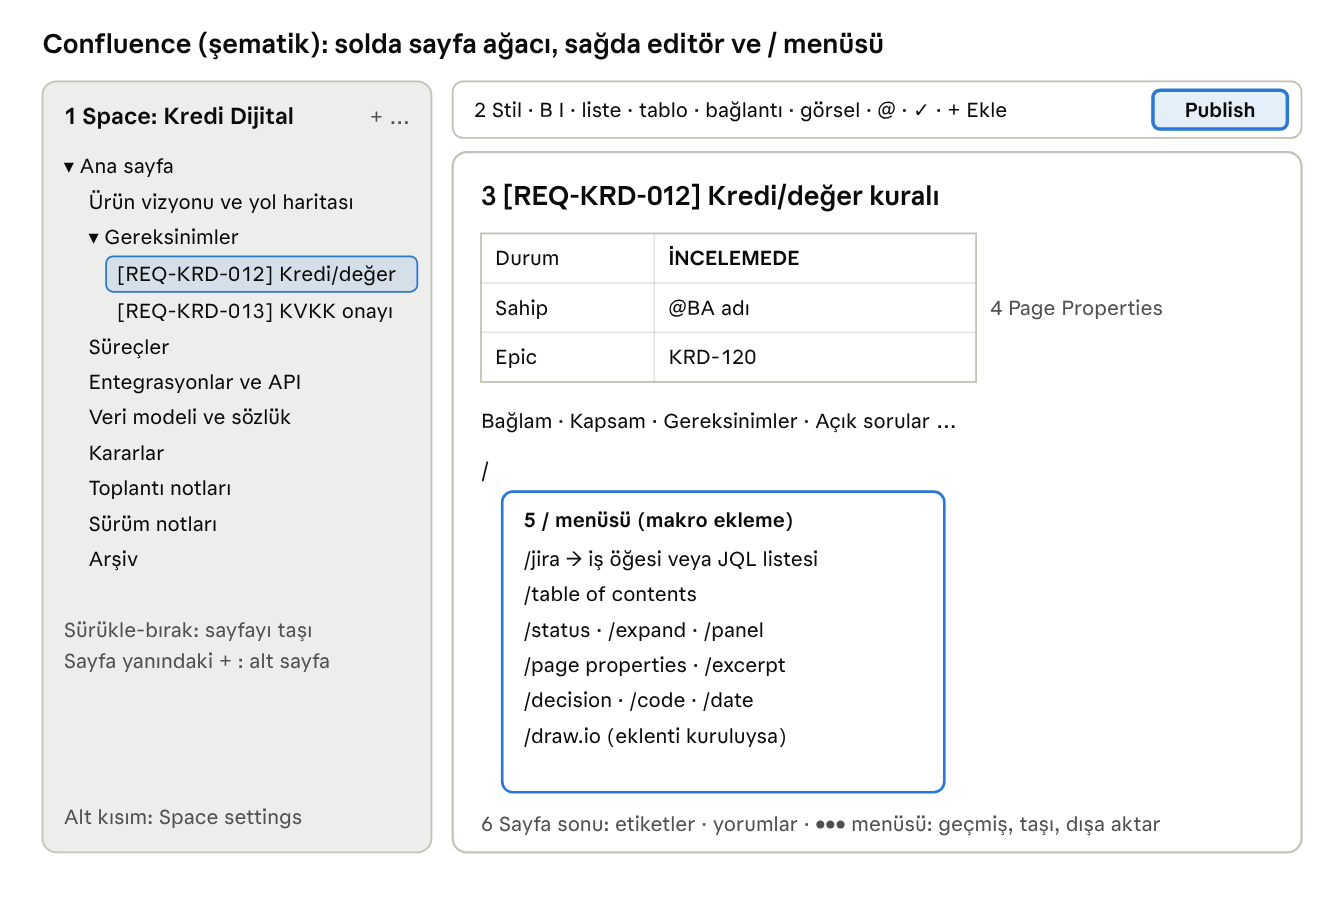 Confluence (şematik): solda sayfa ağacı, sağda editör ve / menüsü
1 Space: Kredi Dijital + ...
▾ Ana sayfa
Ürün vizyonu ve yol haritası
▾ Gereksinimler
[REQ-KRD-012] Kredi/değer
[REQ-KRD-013] KVKK onayı
Süreçler
Entegrasyonlar ve API
Veri modeli ve sözlük
Kararlar
Toplantı notları
Sürüm notları
Arşiv
Sürükle-bırak: sayfayı taşı
Sayfa yanındaki + : alt sayfa
Alt kısım: Space settings
2 Stil · B I · liste · tablo · bağlantı · görsel · @ · ✓ · + Ekle
Publish
3 [REQ-KRD-012] Kredi/değer kuralı
Durum İNCELEMEDE
Sahip @BA adı
Epic KRD-120
4 Page Properties
Bağlam · Kapsam · Gereksinimler · Açık sorular ...
/
5 / menüsü (makro ekleme)
/jira → iş öğesi veya JQL listesi
/table of contents
/status · /expand · /panel
/page properties · /excerpt
/decision · /code · /date
/draw.io (eklenti kuruluysa)
6 Sayfa sonu: etiketler · yorumlar · ••• menüsü: geçmiş, taşı, dışa aktar